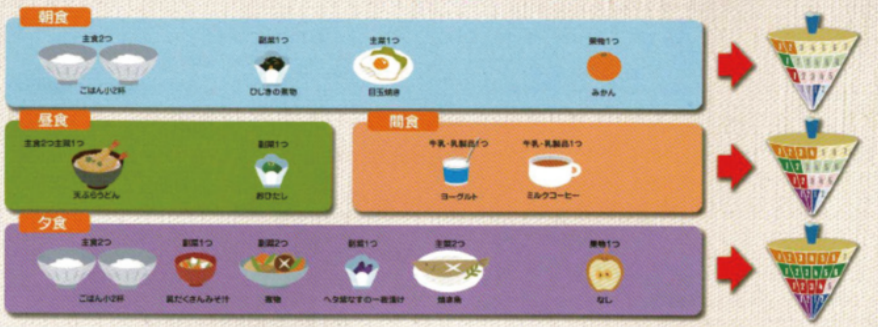 朝食
主食2つ
副菜1つ
主菜1つ
果物1つ
ごはん小2杯
ひじきの煮物
目玉焼き
みかん
昼食
間食
主食2つ主菜1つ
副菜1つ
牛乳・乳製品1つ
牛乳・乳製品1つ
天ぷらうどん
おひたし
ヨーグルト
ミルクコーヒー
夕食
主食2つ
副菜1つ
副菜2つ
副菜1つ
主菜2つ
果物1つ
ごはん小2杯
具だくさんみそ汁
煮物
ヘタ紫なすの一夜漬け
焼き魚
なし